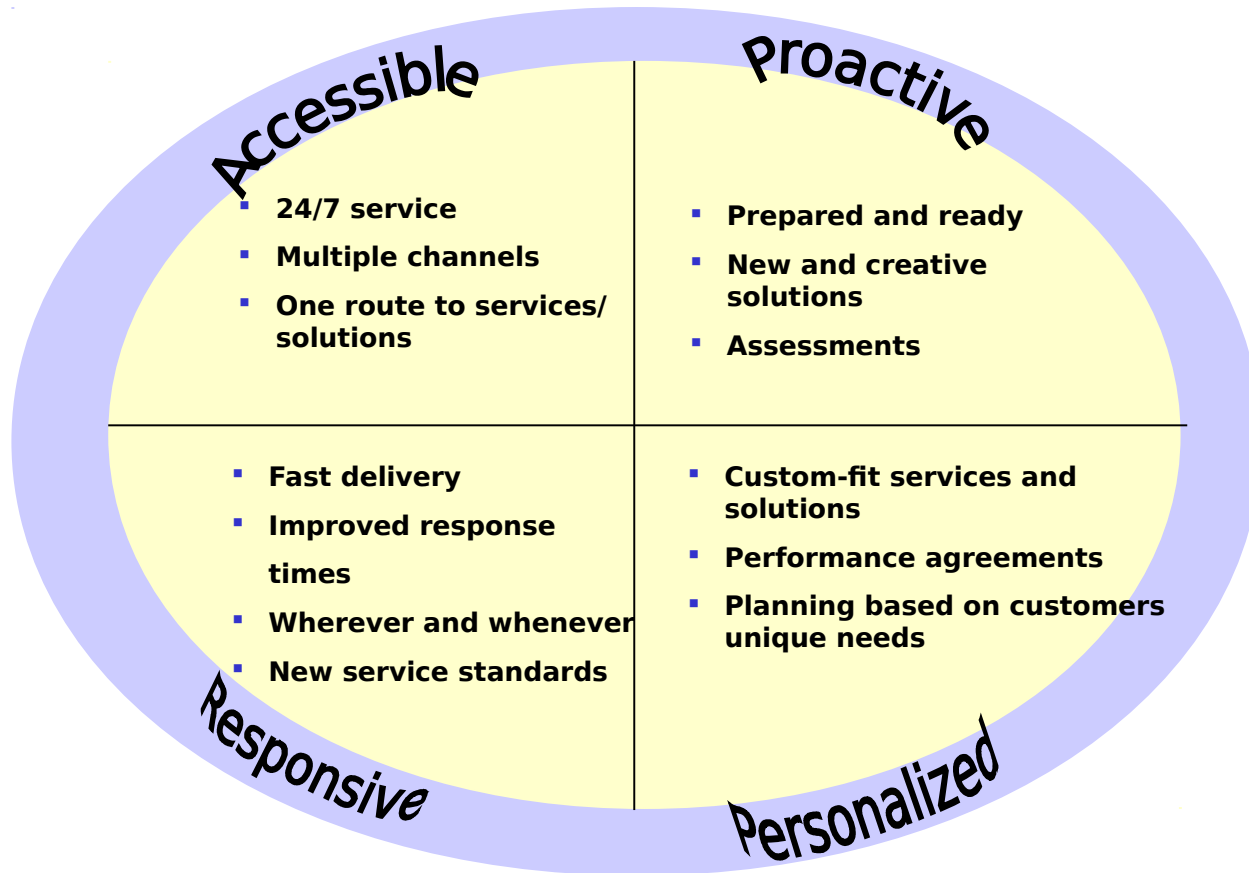 Accessible
▪ 24/7 service
▪ Multiple channels
▪ One route to services/
solutions
Proactive
▪ Prepared and ready
▪ New and creative
solutions
▪ Assessments
▪ Fast delivery
▪ Improved response
times
▪ Wherever and whenever
▪ New service standards
Responsive
▪ Custom-fit services and
solutions
▪ Performance agreements
▪ Planning based on customers
unique needs
Personalized